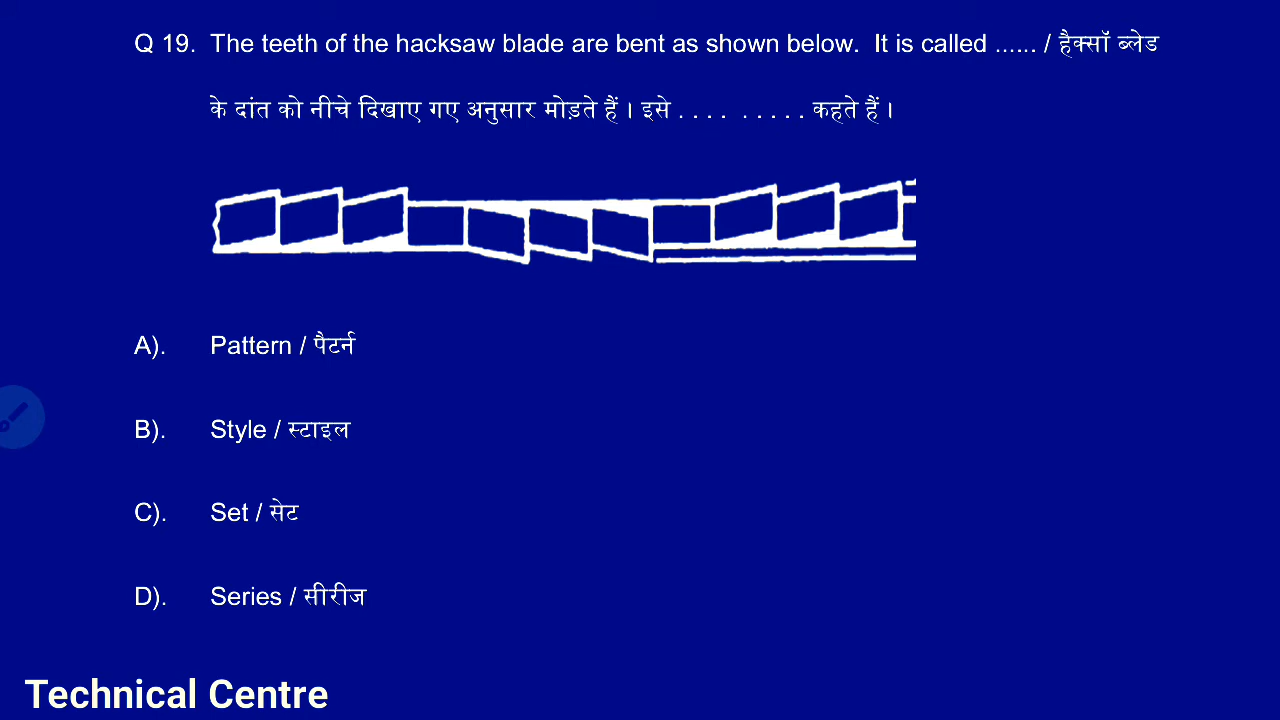 Q 19. The teeth of the hacksaw blade are bent as shown below. It is called ...... / हैक्सॉ ब्लेड
के दांत को नीचे दिखाए गए अनुसार मोड़ते हैं । इसे . . . . . . . . . कहते हैं ।
A). Pattern / पैटर्न
B). Style / स्टाइल
C). Set / सेट
D). Series / सीरीज
Technical Centre